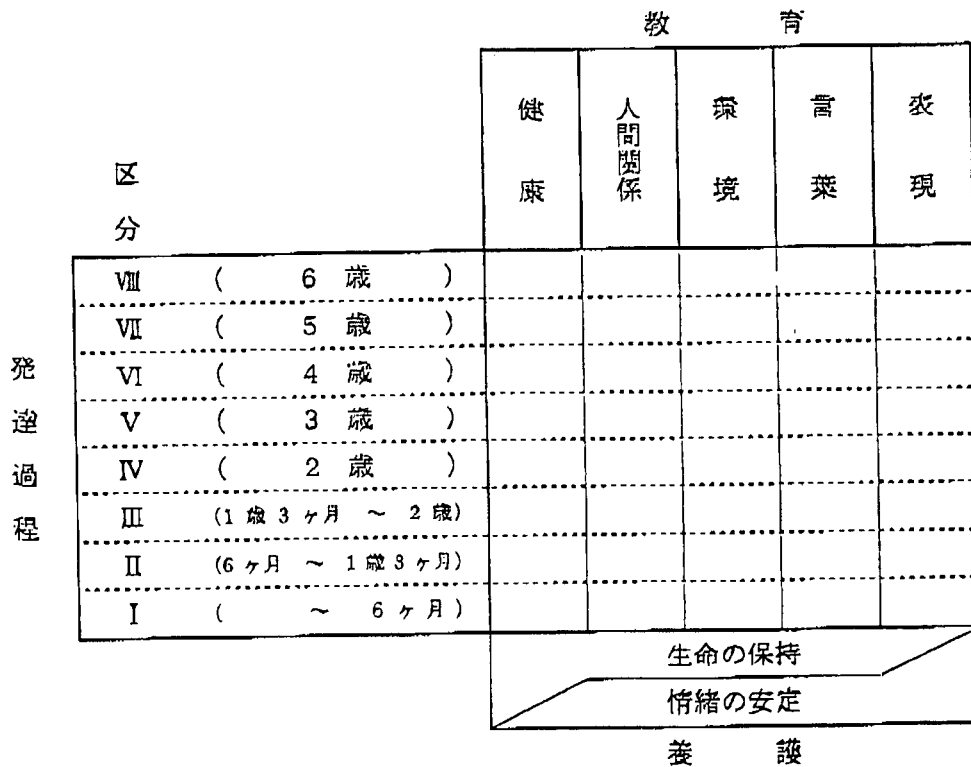 教育
健康
人間関係
環境
言葉
表現
区分
発達過程
Ⅷ ( 6 歳 )
Ⅶ ( 5 歳 )
Ⅵ ( 4 歳 )
Ⅴ ( 3 歳 )
Ⅳ ( 2 歳 )
Ⅲ (1歳3ヶ月 ～ 2歳)
Ⅱ (6ヶ月 ～ 1歳3ヶ月)
Ⅰ ( ～ 6ヶ月)
生命の保持
情緒の安定
養護